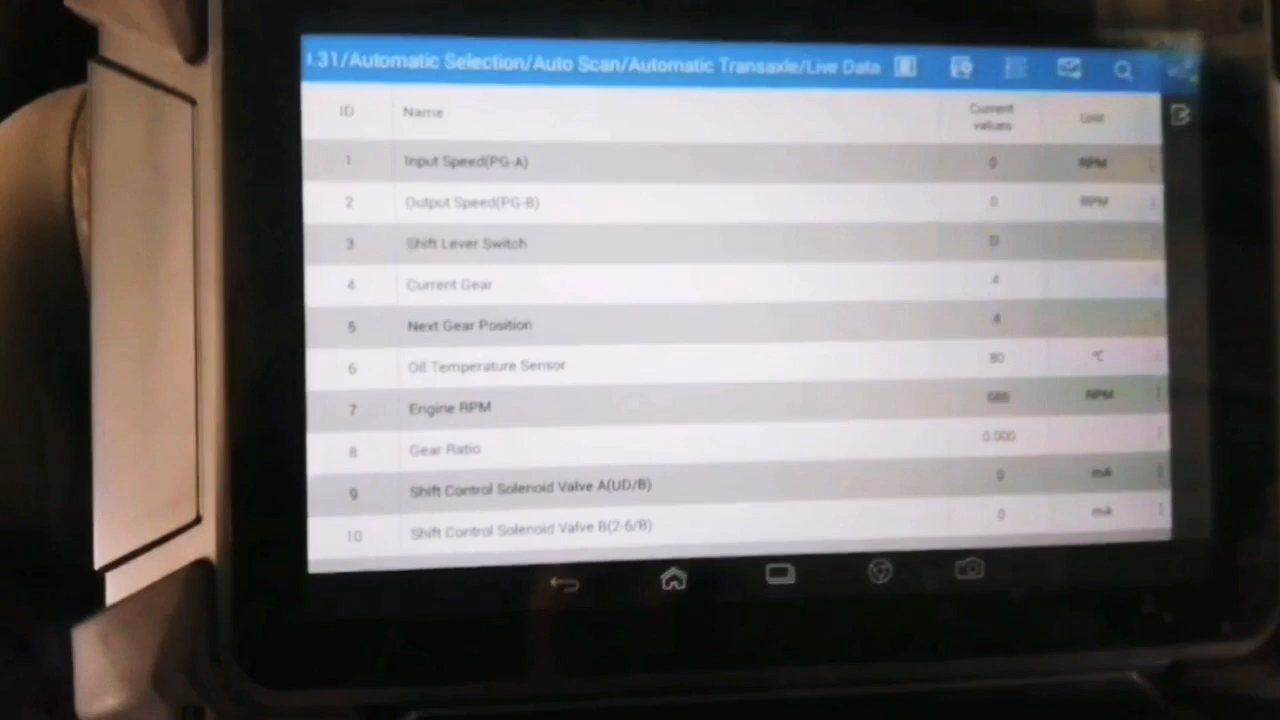 .31/Automatic Selection/Auto Scan/Automatic Transaxle/Live Data
ID Name Current values Unit
1 Input Speed(PG-A) 0 RPM
2 Output Speed(PG-B) 0 RPM
3 Shift Lever Switch D
4 Current Gear 4
5 Next Gear Position 4
6 Oil Temperature Sensor 80 ℃
7 Engine RPM RPM
8 Gear Ratio 0.000
9 Shift Control Solenoid Valve A(UD/B) 0 mA
10 Shift Control Solenoid Valve B(2-6/B) 0 mA